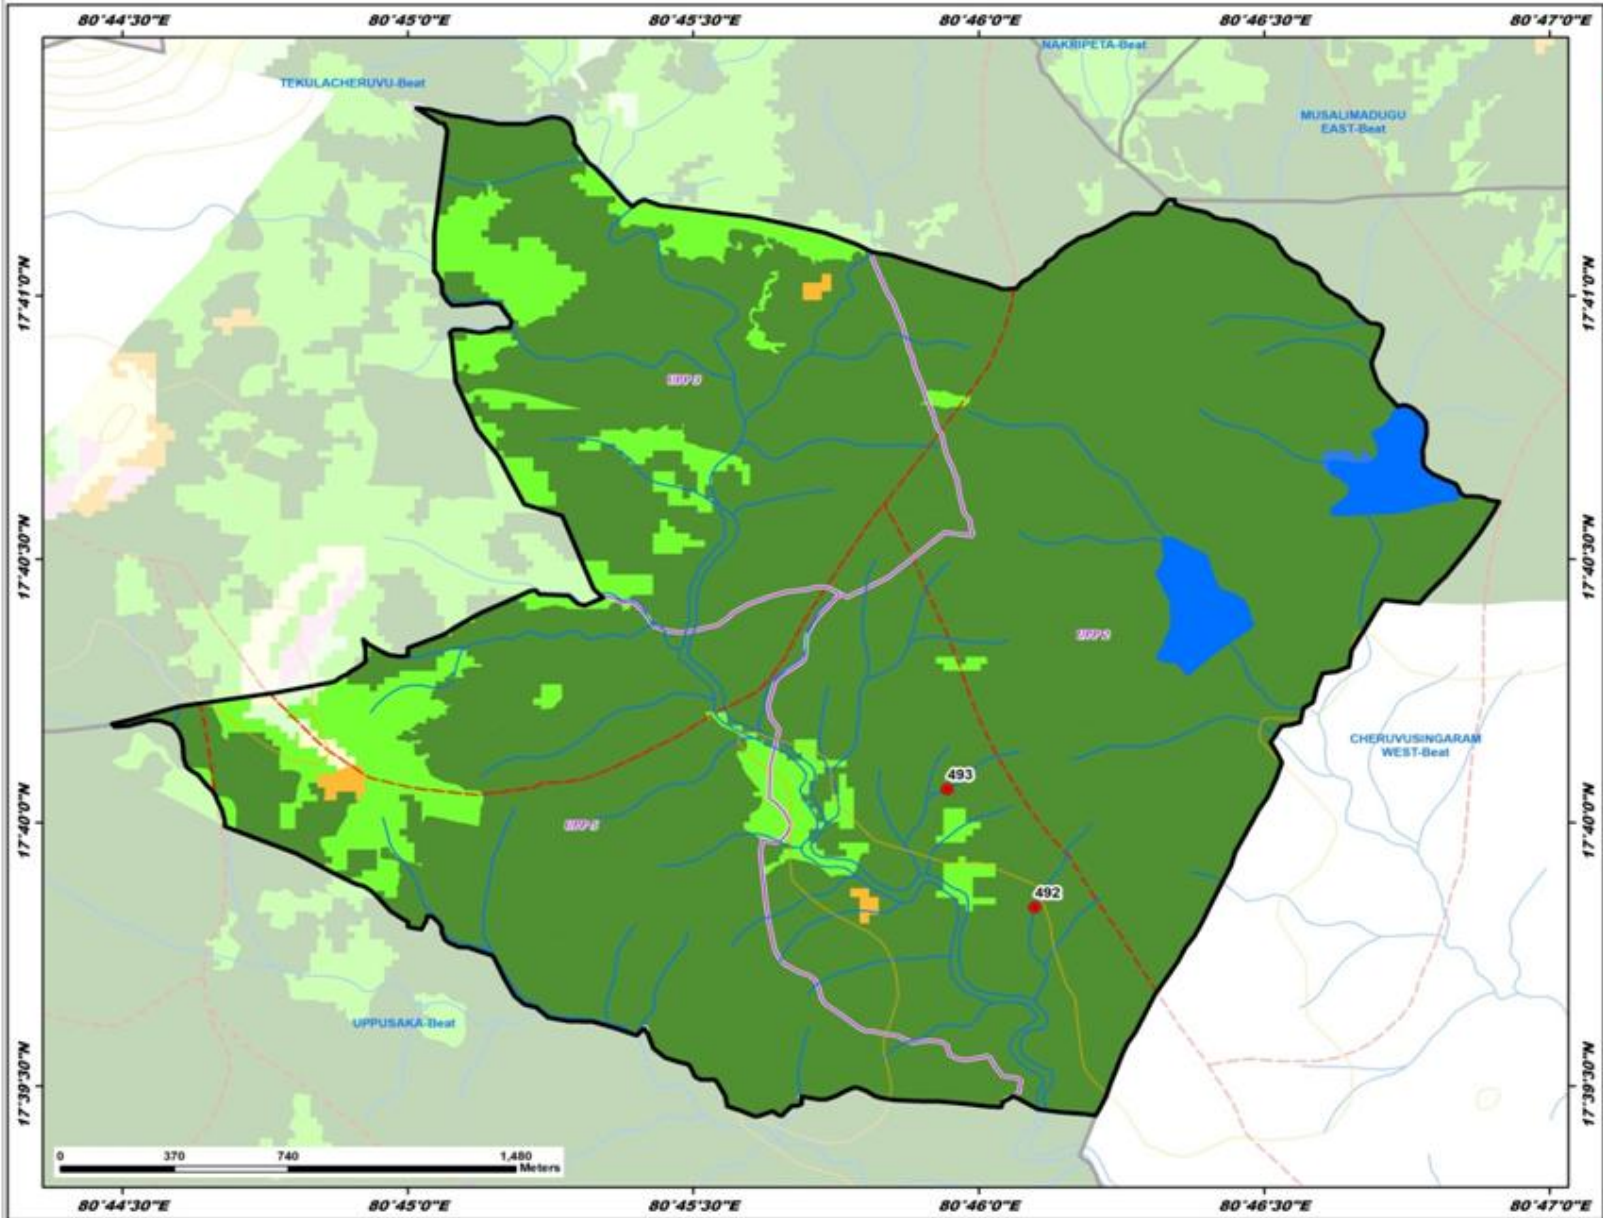 80°44'30"E 80°45'0"E 80°45'30"E 80°46'0"E 80°46'30"E 80°47'0"E
NAKRIPETA-Beat
TEKULACHERUVU-Beat
MUSALIMADUGU
EAST-Beat
17°41'0"N 17°41'0"N
17°40'30"N 17°40'30"N
CHERUVUSINGARAM
WEST-Beat
493
17°40'0"N 17°40'0"N
492
UPPUSAKA-Beat
17°39'30"N 17°39'30"N
0 370 740 1,480
Meters
80°44'30"E 80°45'0"E 80°45'30"E 80°46'0"E 80°46'30"E 80°47'0"E